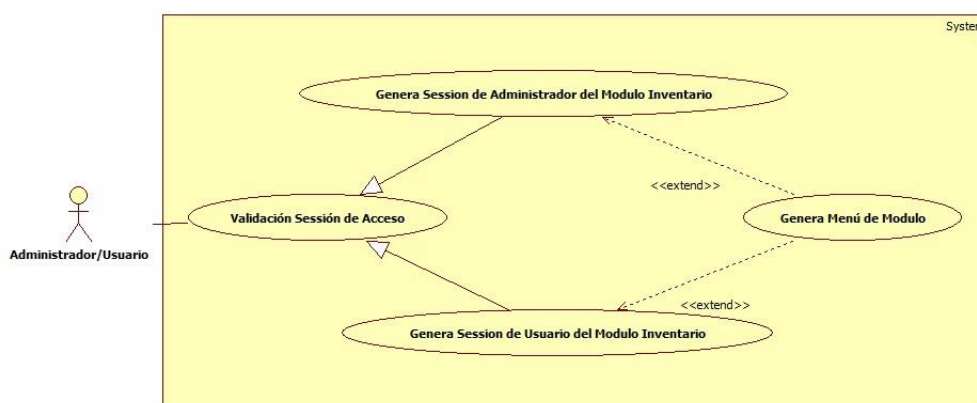 System
Genera Session de Administrador del Modulo Inventario
<<extend>>
Validación Sessión de Acceso
Genera Menú de Modulo
Administrador/Usuario
<<extend>>
Genera Session de Usuario del Modulo Inventario